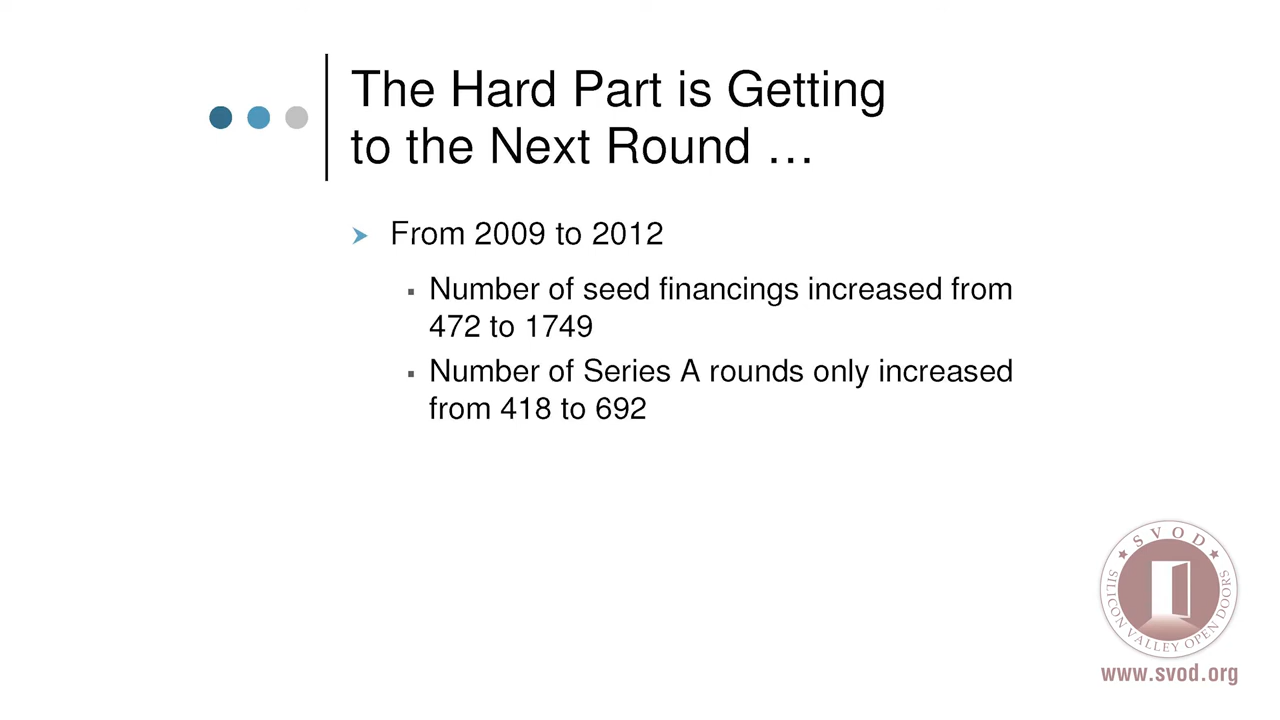 The Hard Part is Getting
to the Next Round …
From 2009 to 2012
Number of seed financings increased from
472 to 1749
Number of Series A rounds only increased
from 418 to 692
SVOD
SILICON VALLEY OPEN DOORS
www.svod.org